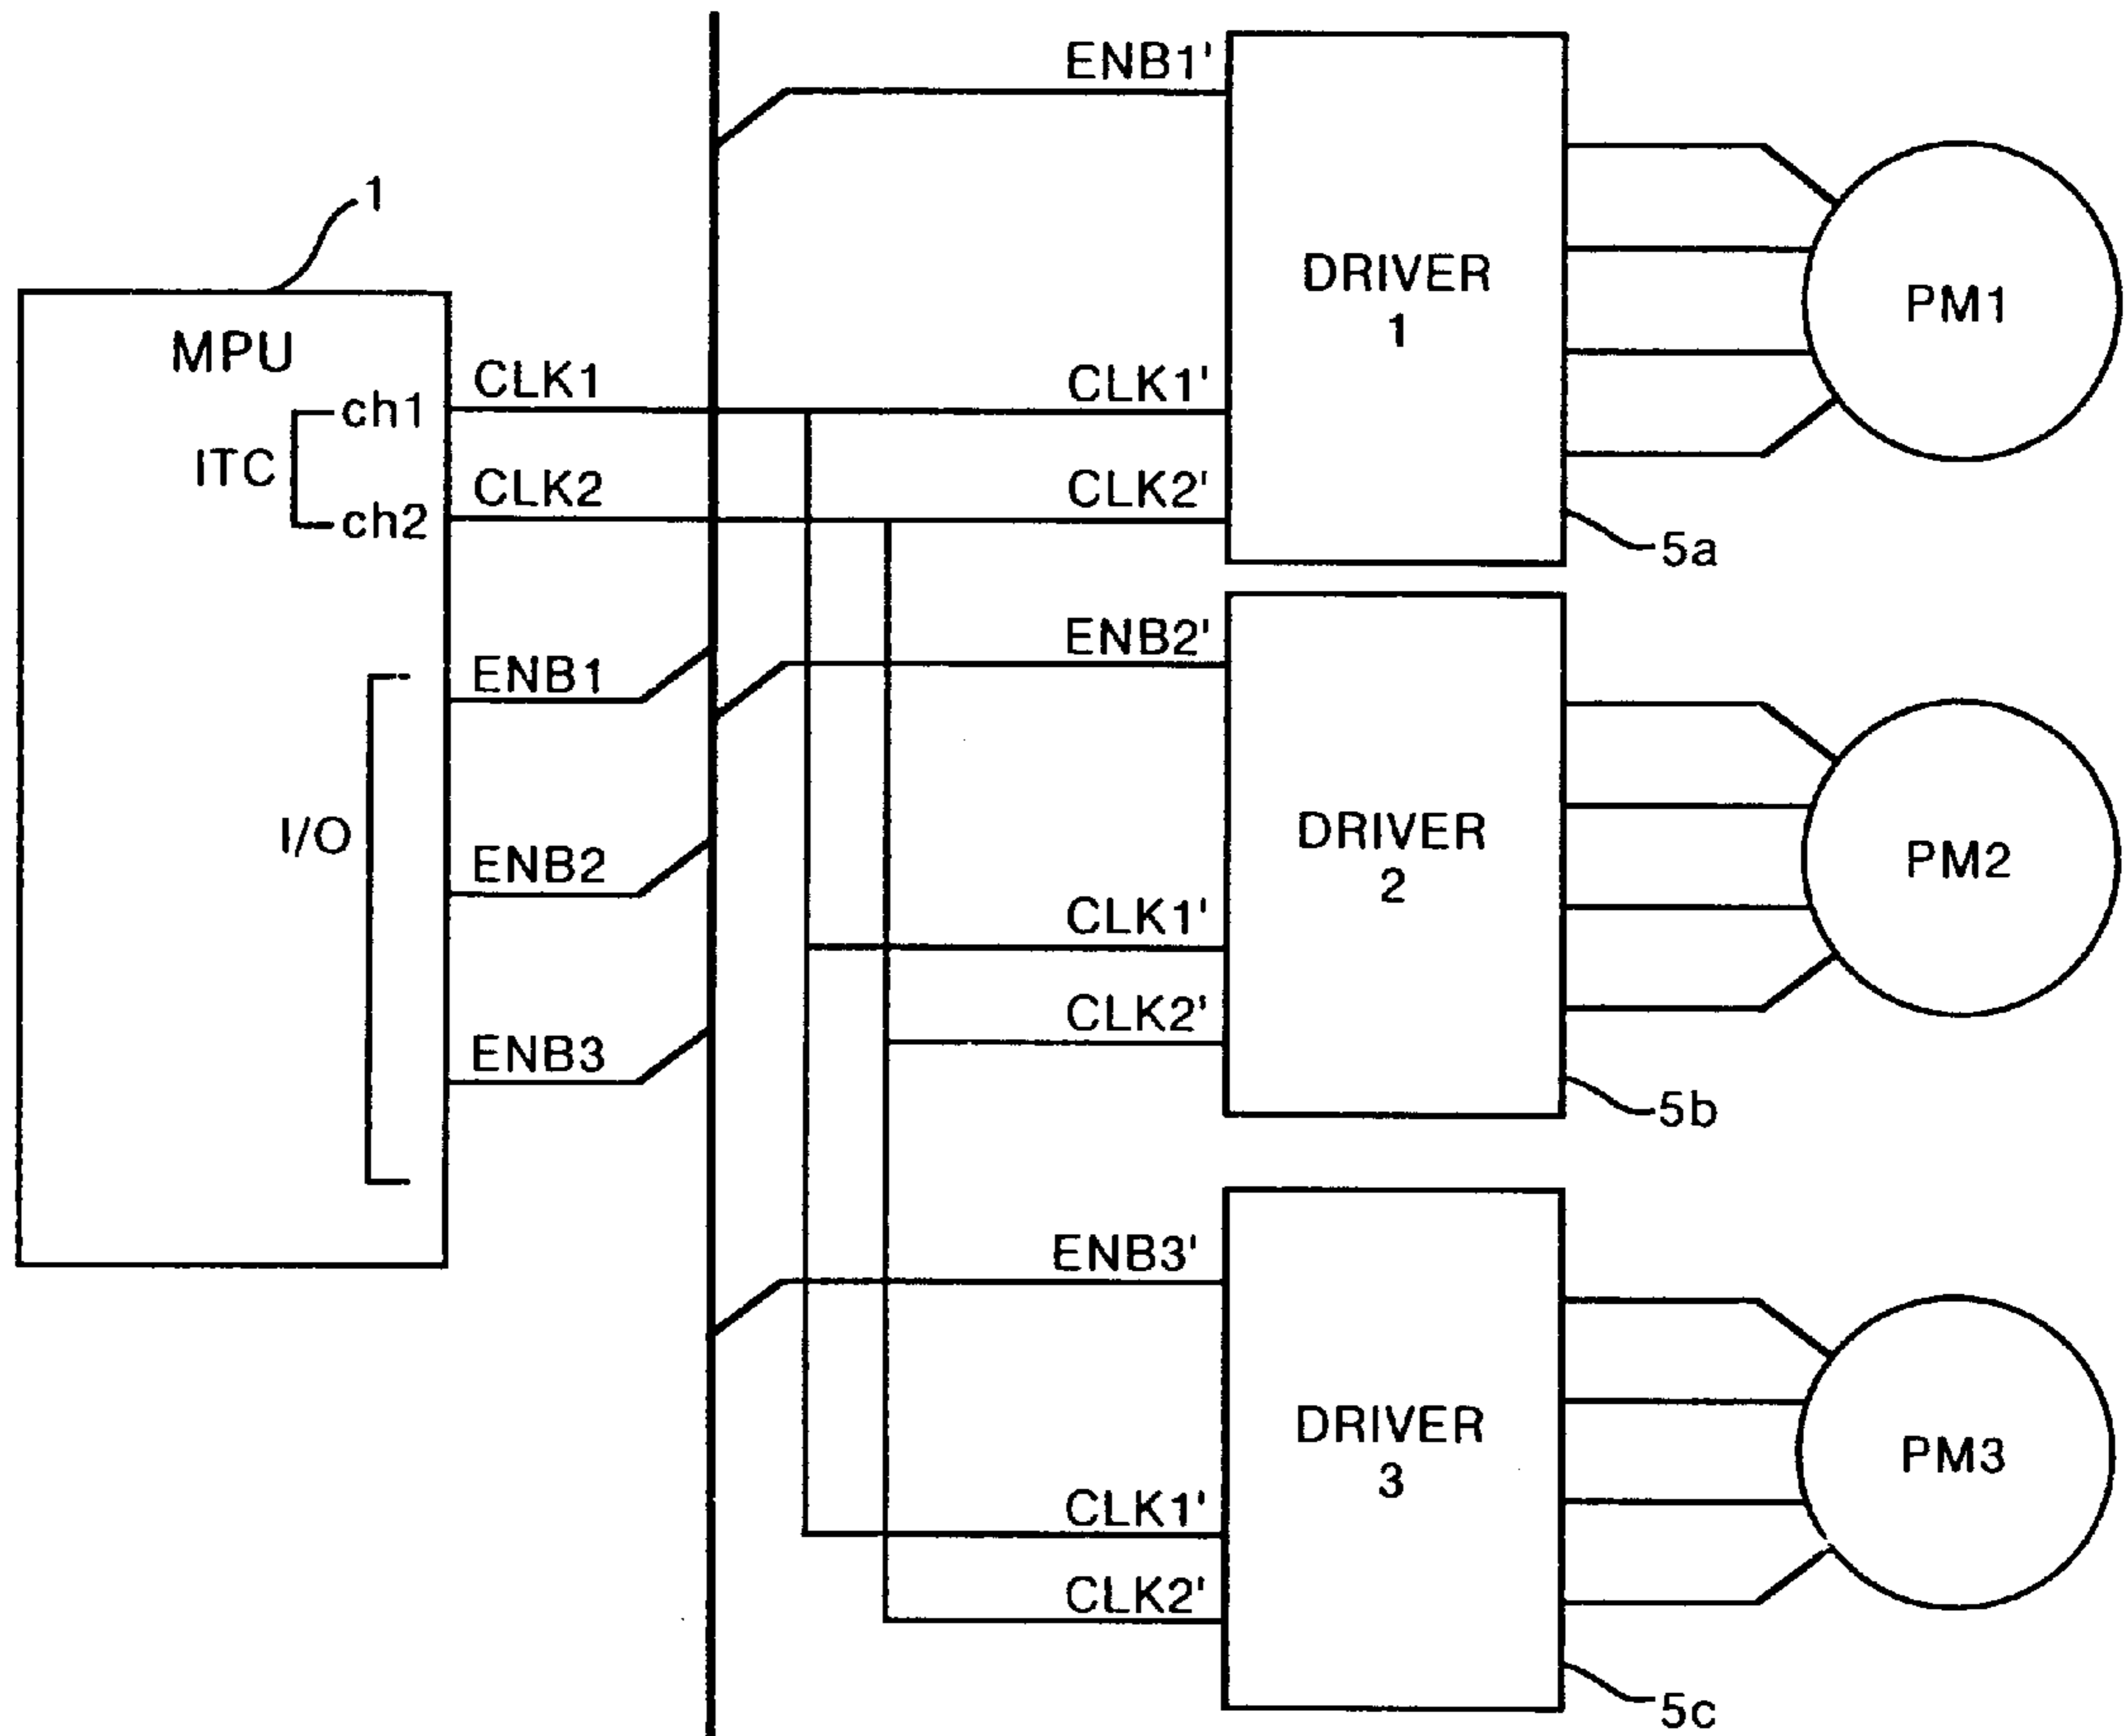 1
MPU
ITC
ch1
ch2
I/O
CLK1
CLK2
ENB1
ENB2
ENB3
ENB1'
CLK1'
CLK2'
DRIVER
1
5a
PM1
ENB2'
CLK1'
CLK2'
DRIVER
2
5b
PM2
ENB3'
CLK1'
CLK2'
DRIVER
3
5c
PM3